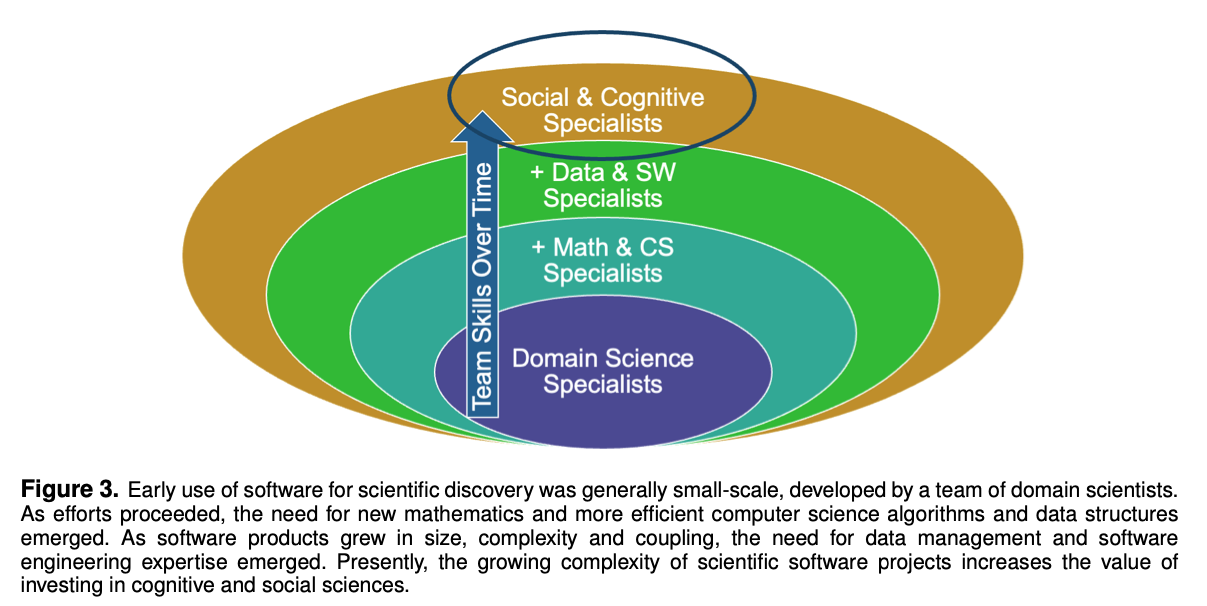 Social & Cognitive
Specialists
+ Data & SW
Specialists
+ Math & CS
Specialists
Domain Science
Specialists
Team Skills Over Time
Figure 3. Early use of software for scientific discovery was generally small-scale, developed by a team of domain scientists.
As efforts proceeded, the need for new mathematics and more efficient computer science algorithms and data structures
emerged. As software products grew in size, complexity and coupling, the need for data management and software
engineering expertise emerged. Presently, the growing complexity of scientific software projects increases the value of
investing in cognitive and social sciences.